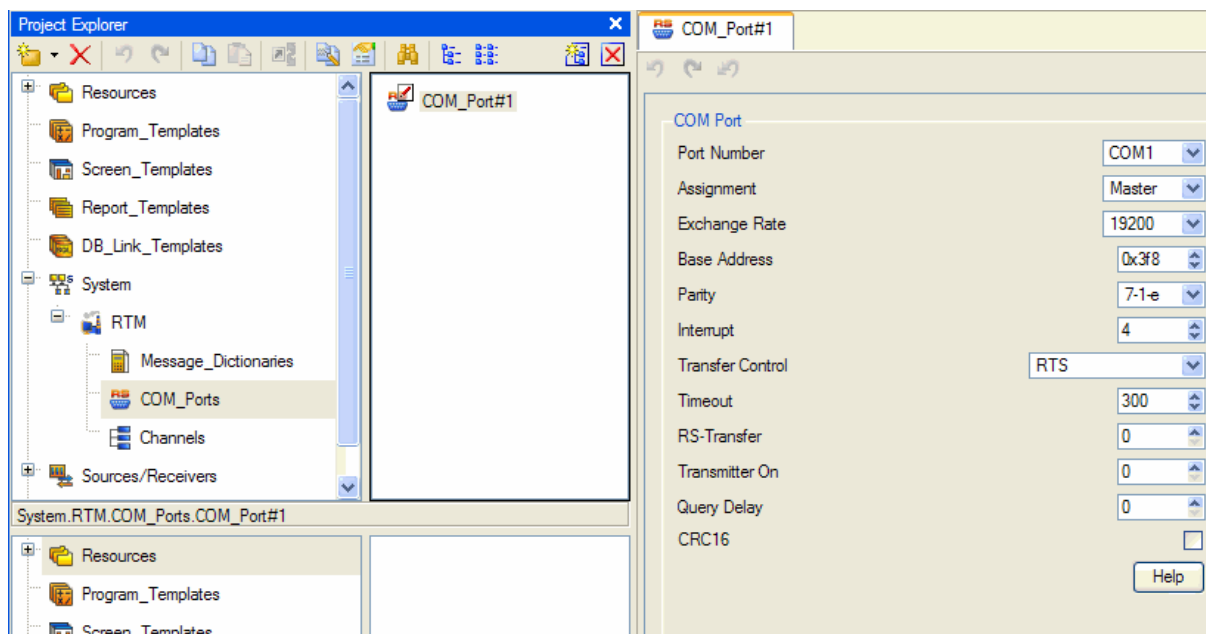 Project Explorer
Resources
Program_Templates
Screen_Templates
Report_Templates
DB_Link_Templates
System
RTM
Message_Dictionaries
COM_Ports
Channels
Sources/Receivers
COM_Port#1
System.RTM.COM_Ports.COM_Port#1
Resources
Program_Templates
Screen_Templates
COM_Port#1
COM Port
Port Number COM1
Assignment Master
Exchange Rate 19200
Base Address 0x3f8
Parity 7-1-e
Interrupt 4
Transfer Control RTS
Timeout 300
RS-Transfer 0
Transmitter On 0
Query Delay 0
CRC16
Help